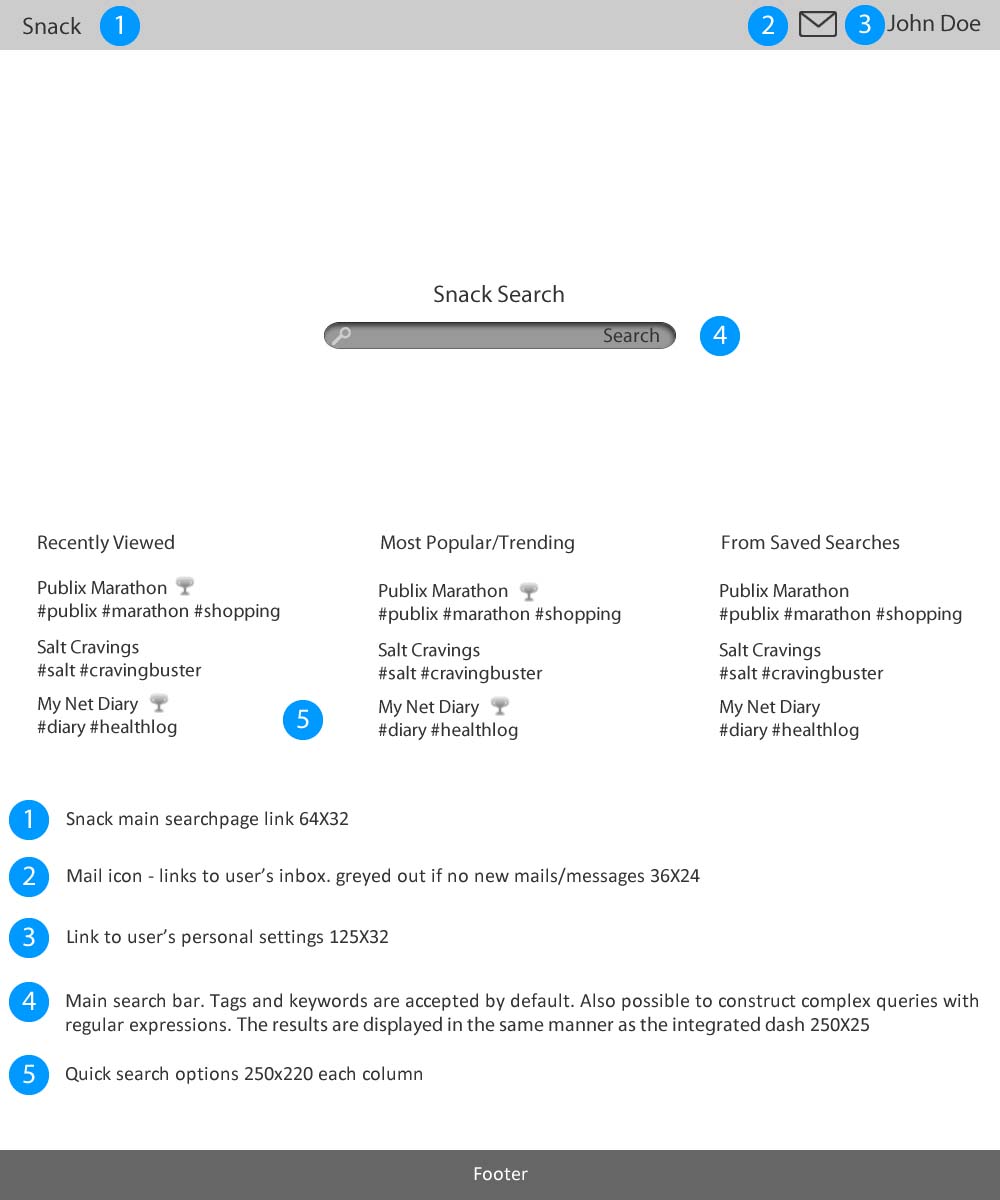 Snack 1 2 3 John Doe
Snack Search
Search 4
Recently Viewed
Publix Marathon
#publix #marathon #shopping
Salt Cravings
#salt #cravingbuster
My Net Diary
#diary #healthlog
5
Most Popular/Trending
Publix Marathon
#publix #marathon #shopping
Salt Cravings
#salt #cravingbuster
My Net Diary
#diary #healthlog
From Saved Searches
Publix Marathon
#publix #marathon #shopping
Salt Cravings
#salt #cravingbuster
My Net Diary
#diary #healthlog
1 Snack main searchpage link 64X32
2 Mail icon - links to user’s inbox. greyed out if no new mails/messages 36X24
3 Link to user’s personal settings 125X32
4 Main search bar. Tags and keywords are accepted by default. Also possible to construct complex queries with
regular expressions. The results are displayed in the same manner as the integrated dash 250X25
5 Quick search options 250x220 each column
Footer